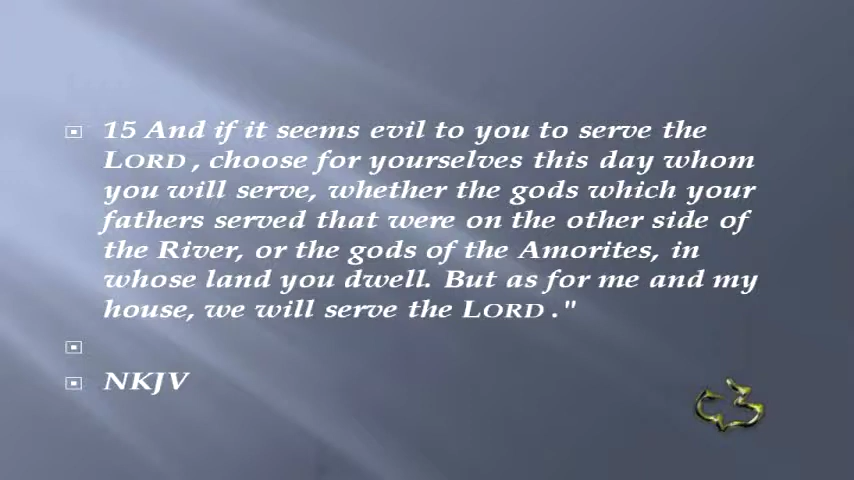 15 And if it seems evil to you to serve the
LORD , choose for yourselves this day whom
you will serve, whether the gods which your
fathers served that were on the other side of
the River, or the gods of the Amorites, in
whose land you dwell. But as for me and my
house, we will serve the LORD ."
NKJV
C3